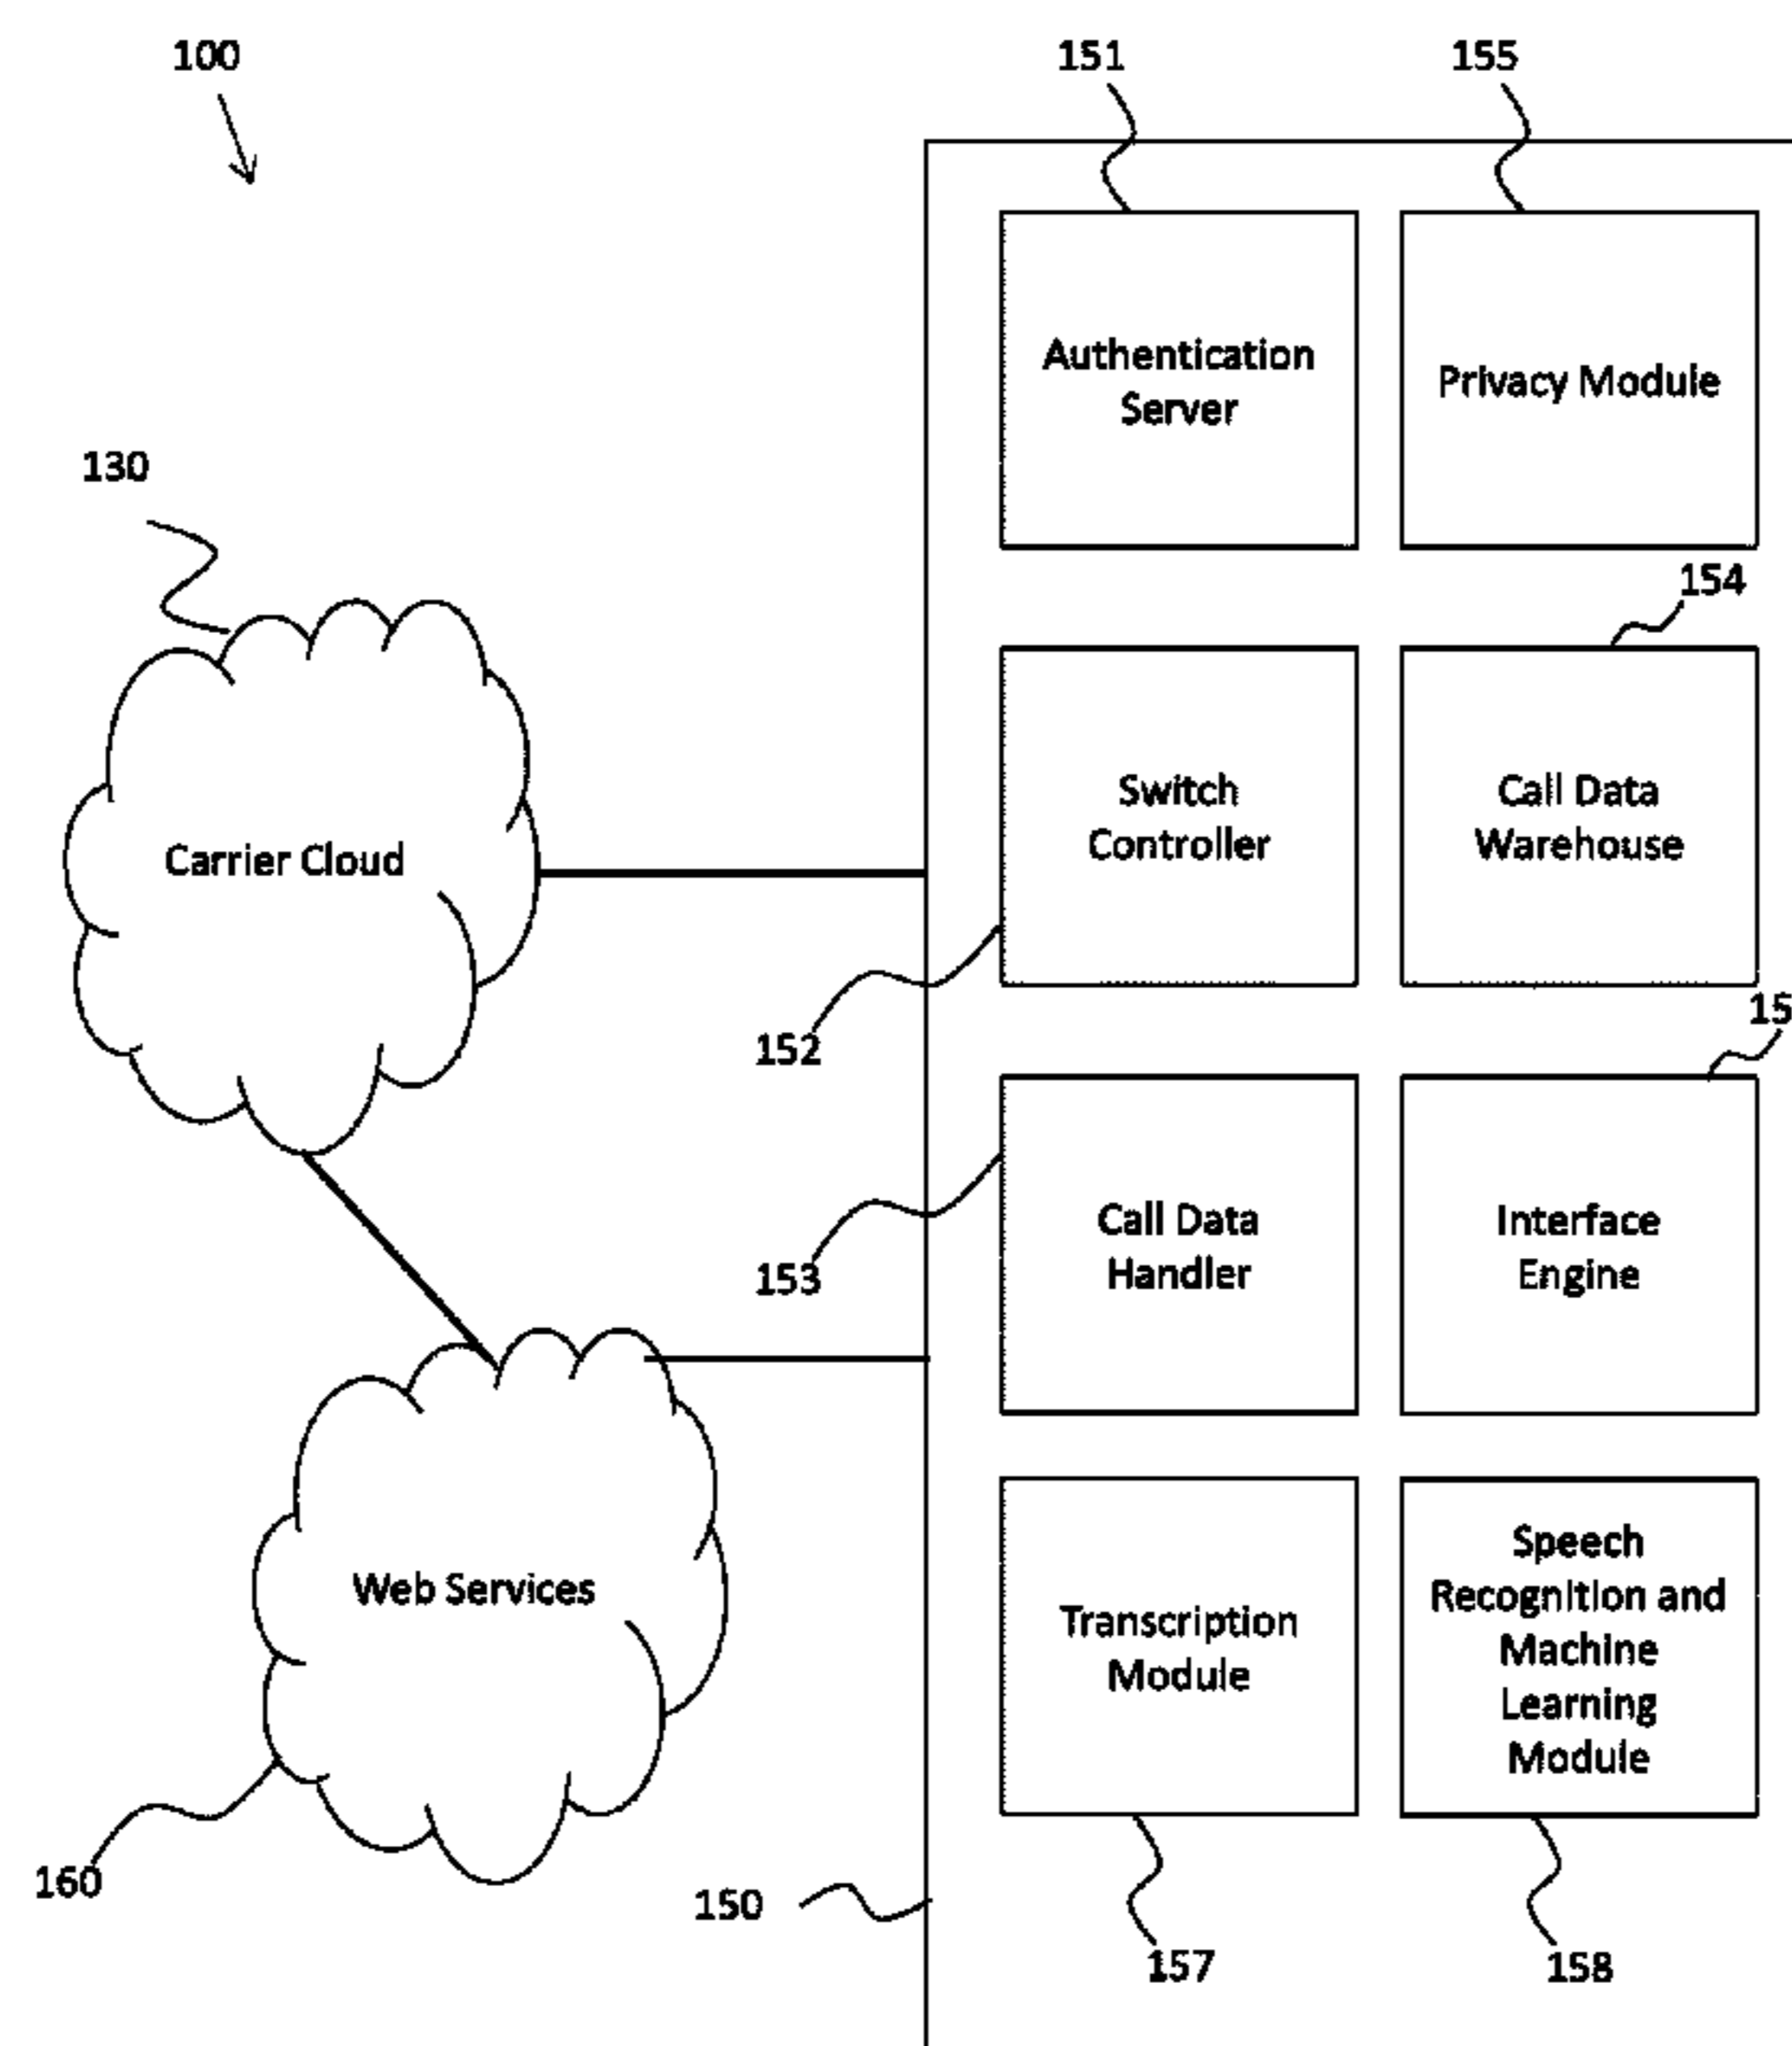 100
151
155
Authentication
Server
Privacy Module
130
154
Switch
Controller
Call Data
Warehouse
Carrier Cloud
15
152
Call Data
Handler
Interface
Engine
153
Web Services
Transcription
Module
Speech
Recognition and
Machine
Learning
Module
160
150
157
158